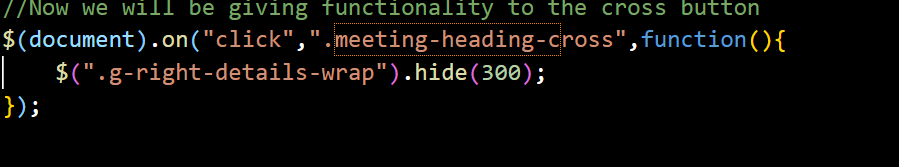 //Now we will be giving functionality to the cross button
$(document).on("click",".meeting-heading-cross",function(){
    $(".g-right-details-wrap").hide(300);
});